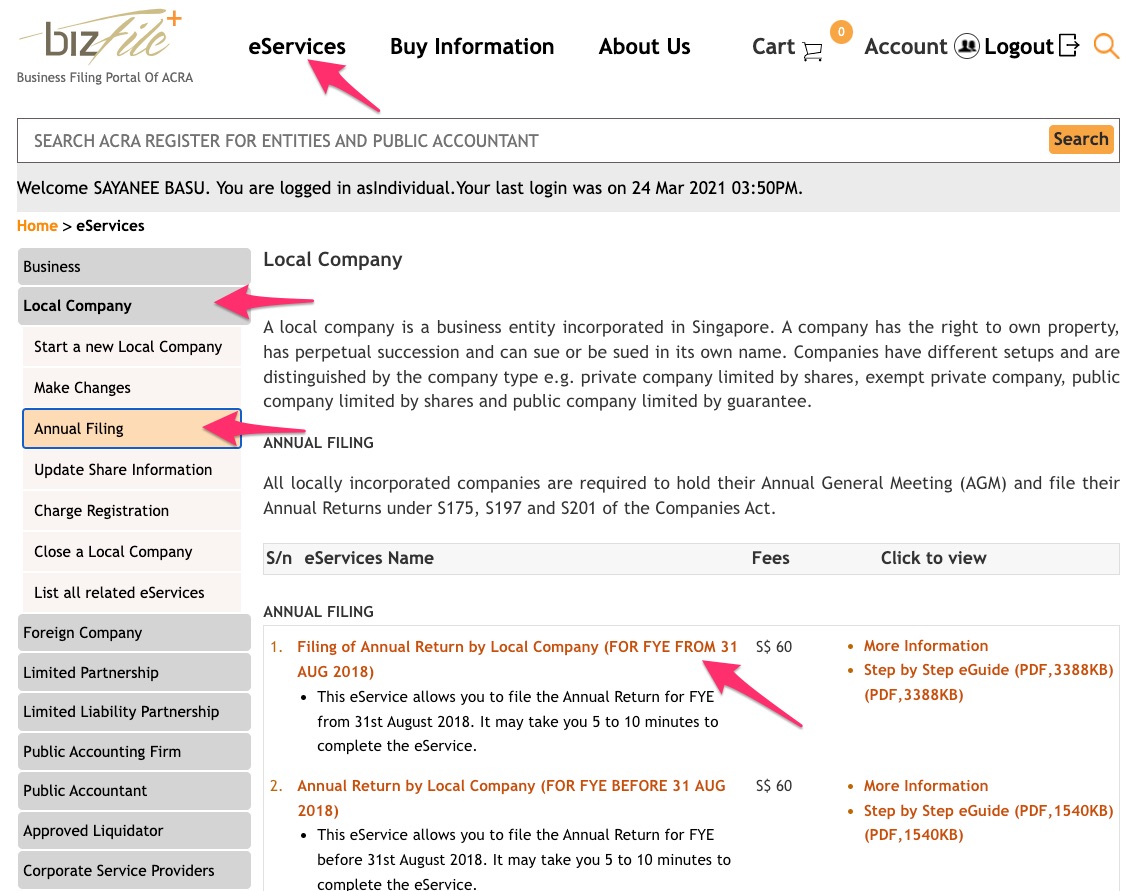 bizfile+
Business Filing Portal Of ACRA
eServices
Buy Information
About Us
Cart
0
Account
Logout
SEARCH ACRA REGISTER FOR ENTITIES AND PUBLIC ACCOUNTANT
Search
Welcome SAYANEE BASU. You are logged in asIndividual.Your last login was on 24 Mar 2021 03:50PM.
Home > eServices
Business
Local Company
Start a new Local Company
Make Changes
Annual Filing
Update Share Information
Charge Registration
Close a Local Company
List all related eServices
Foreign Company
Limited Partnership
Limited Liability Partnership
Public Accounting Firm
Public Accountant
Approved Liquidator
Corporate Service Providers
Local Company
A local company is a business entity incorporated in Singapore. A company has the right to own property,
has perpetual succession and can sue or be sued in its own name. Companies have different setups and are
distinguished by the company type e.g. private company limited by shares, exempt private company, public
company limited by shares and public company limited by guarantee.
ANNUAL FILING
All locally incorporated companies are required to hold their Annual General Meeting (AGM) and file their
Annual Returns under S175, S197 and S201 of the Companies Act.
S/n eServices Name Fees Click to view
ANNUAL FILING
1. Filing of Annual Return by Local Company (FOR FYE FROM 31
AUG 2018)
• This eService allows you to file the Annual Return for FYE
from 31st August 2018. It may take you 5 to 10 minutes to
complete the eService.
S$ 60
• More Information
• Step by Step eGuide (PDF,3388KB)
(PDF,3388KB)
2. Annual Return by Local Company (FOR FYE BEFORE 31 AUG
2018)
• This eService allows you to file the Annual Return for FYE
before 31st August 2018. It may take you 5 to 10 minutes to
complete the eService.
S$ 60
• More Information
• Step by Step eGuide (PDF,1540KB)
(PDF,1540KB)